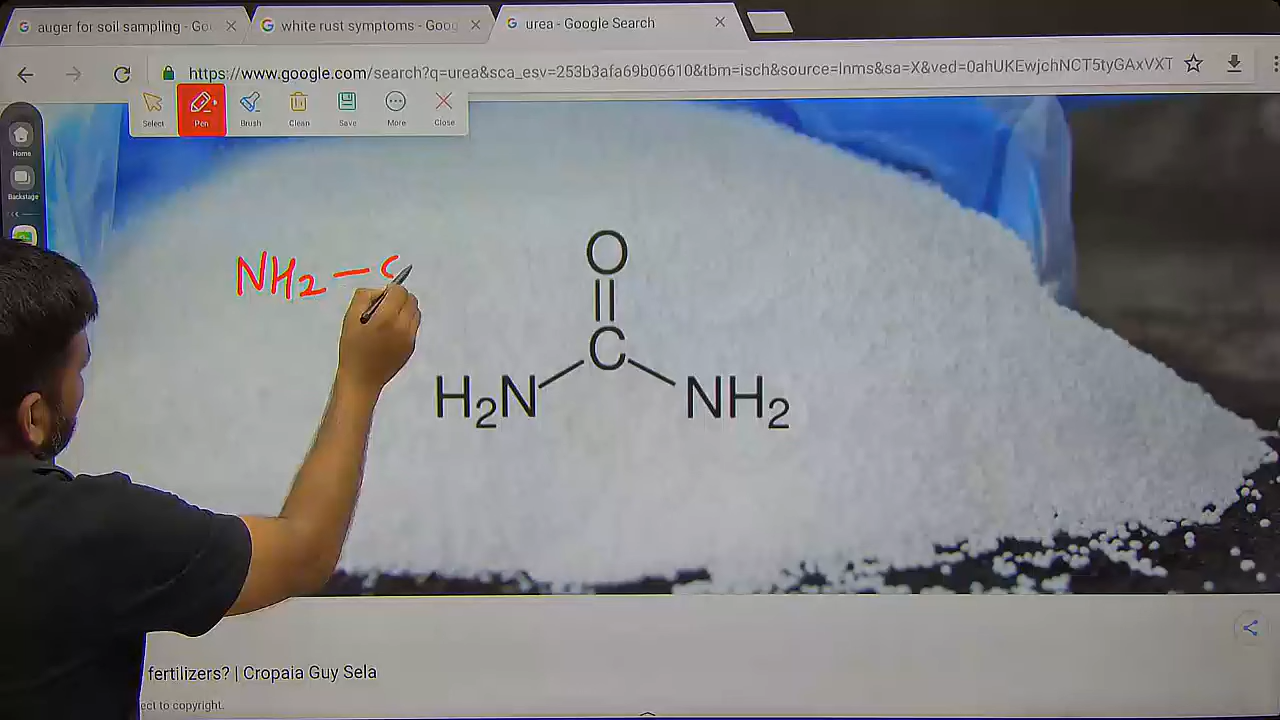 auger for soil sampling - Go
white rust symptoms - Goog
urea - Google Search
https://www.google.com/search?q=urea&sca_esv=253b3afa69b06610&tbm=isch&source=lnms&sa=X&ved=0ahUKEwjchNCT5tyGAxVXT
Select Pen Brush Clean Save More Close
Home
Backstage
NH2 -
O
C
H2N NH2
fertilizers? | Cropaia Guy Sela
ect to copyright.